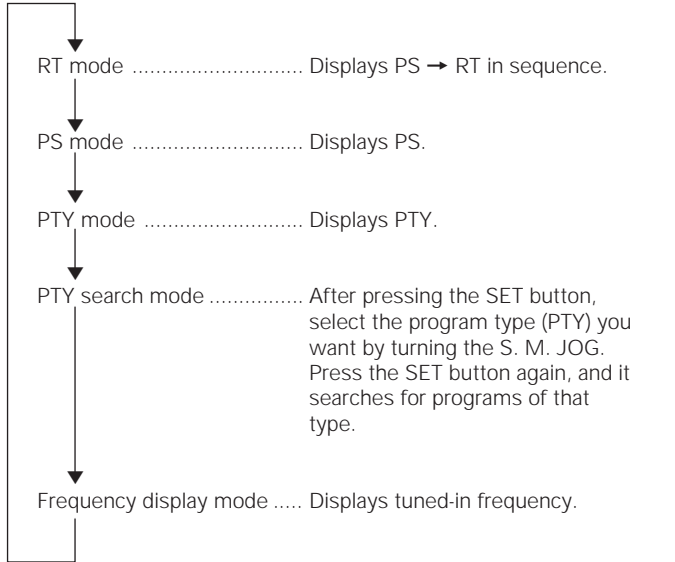 RT mode ............................. Displays PS → RT in sequence.
PS mode ............................. Displays PS.
PTY mode ........................... Displays PTY.
PTY search mode ................ After pressing the SET button,
select the program type (PTY) you
want by turning the S. M. JOG.
Press the SET button again, and it
searches for programs of that
type.
Frequency display mode ..... Displays tuned-in frequency.